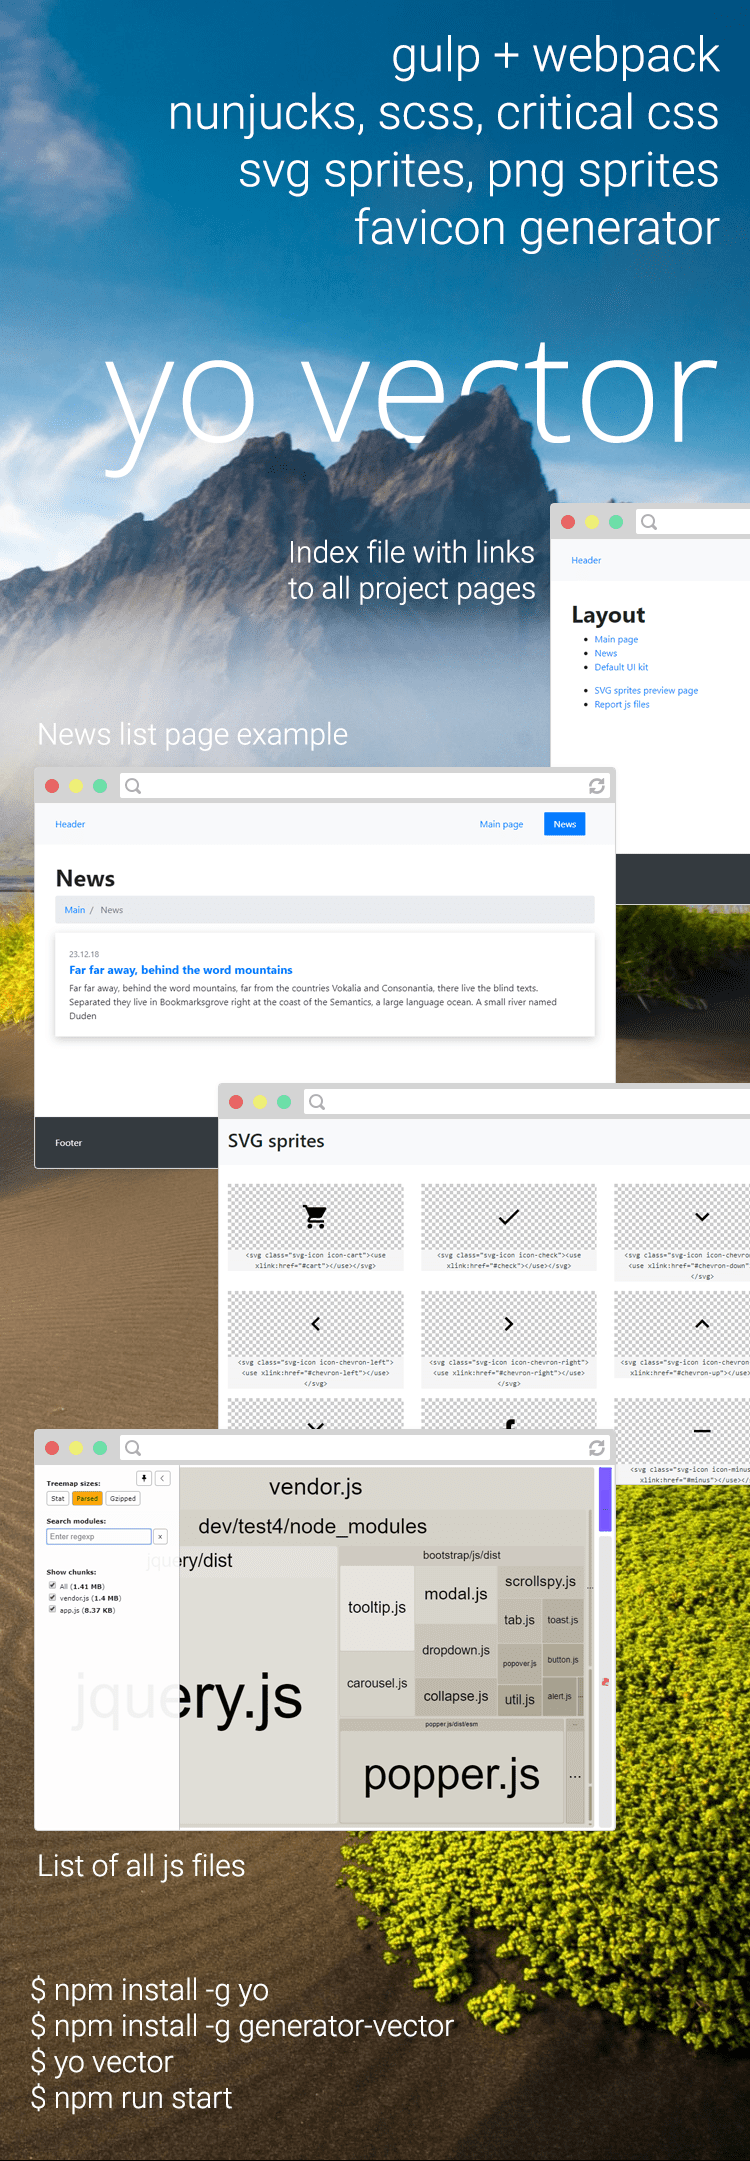 gulp + webpack
nunjucks, scss, critical css
svg sprites, png sprites
favicon generator
yo vector
Index file with links
to all project pages
Header
Layout
Main page
News
Default UI kit
SVG sprites preview page
Report js files
News list page example
Header
Main page
News
News
Main / News
23.12.18
Far far away, behind the word mountains
Far far away, behind the word mountains, far from the countries Vokalia and Consonantia, there live the blind texts.
Separated they live in Bookmarksgrove right at the coast of the Semantics, a large language ocean. A small river named
Duden
Footer
SVG sprites
<svg class="svg-icon icon-cart"><use
xlink:href="#cart"></use></svg>
<svg class="svg-icon icon-check"><use
xlink:href="#check"></use></svg>
<svg class="svg-icon icon-chevron
<use xlink:href="#chevron-down"
</svg>
<svg class="svg-icon icon-chevron-left">
<use xlink:href="#chevron-left"></use>
</svg>
<svg class="svg-icon icon-chevron-right">
<use xlink:href="#chevron-right"></use>
</svg>
<svg class="svg-icon icon-chevro
xlink:href="#chevron-up"></use>
<svg class="svg-icon icon-minus
xlink:href="#minus"></use></svg>
Treemap sizes:
Stat
Parsed
Gzipped
Search modules:
Enter regexp
x
Show chunks:
All (1.41 MB)
vendor.js (1.4 MB)
app.js (8.37 KB)
vendor.js
dev/test4/node_modules
jquery/dist
jquery.js
bootstrap/js/dist
tooltip.js
modal.js
scrollspy.js
...
tab.js
toast.js
dropdown.js
popover.js
button.js
carousel.js
collapse.js
util.js
alert.js
...
popper.js/dist/esm
...
popper.js
...
List of all js files
$ npm install -g yo
$ npm install -g generator-vector
$ yo vector
$ npm run start